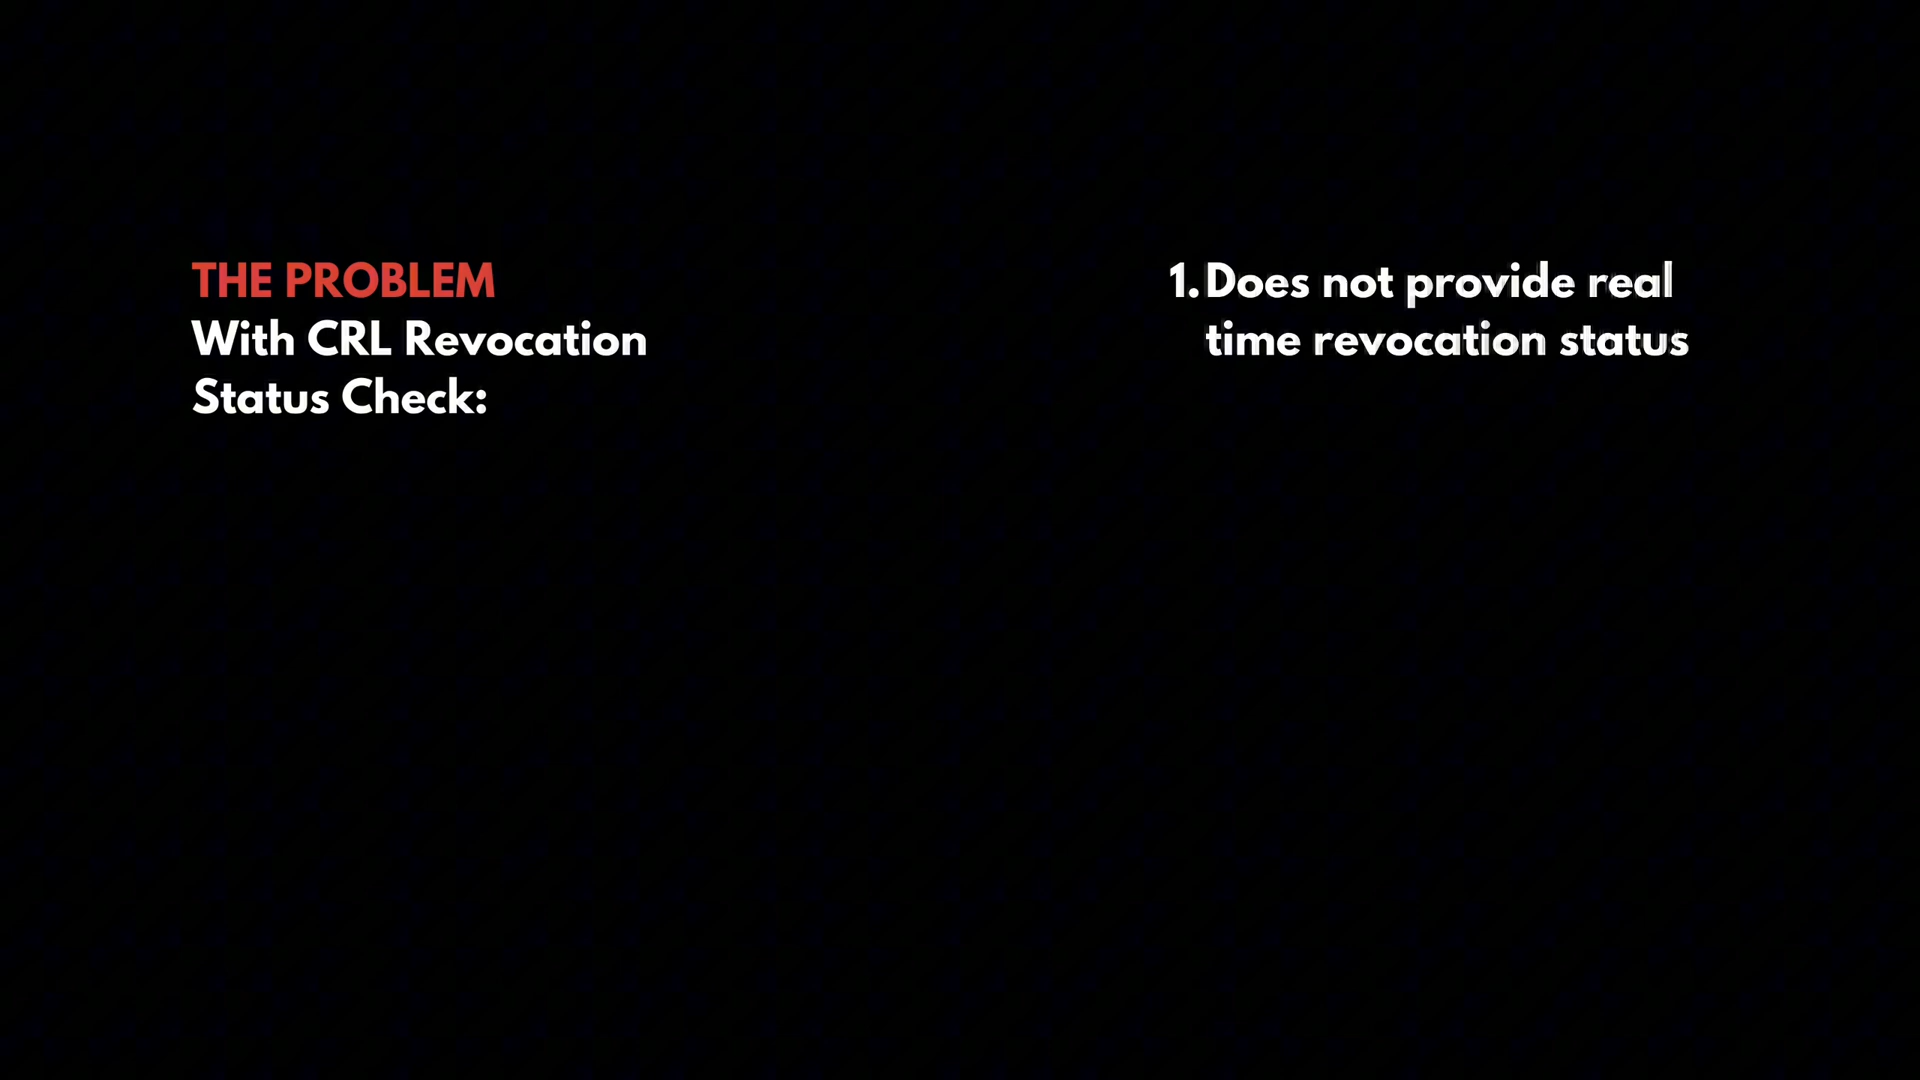 THE PROBLEM
With CRL Revocation
Status Check:
1. Does not provide real
time revocation status